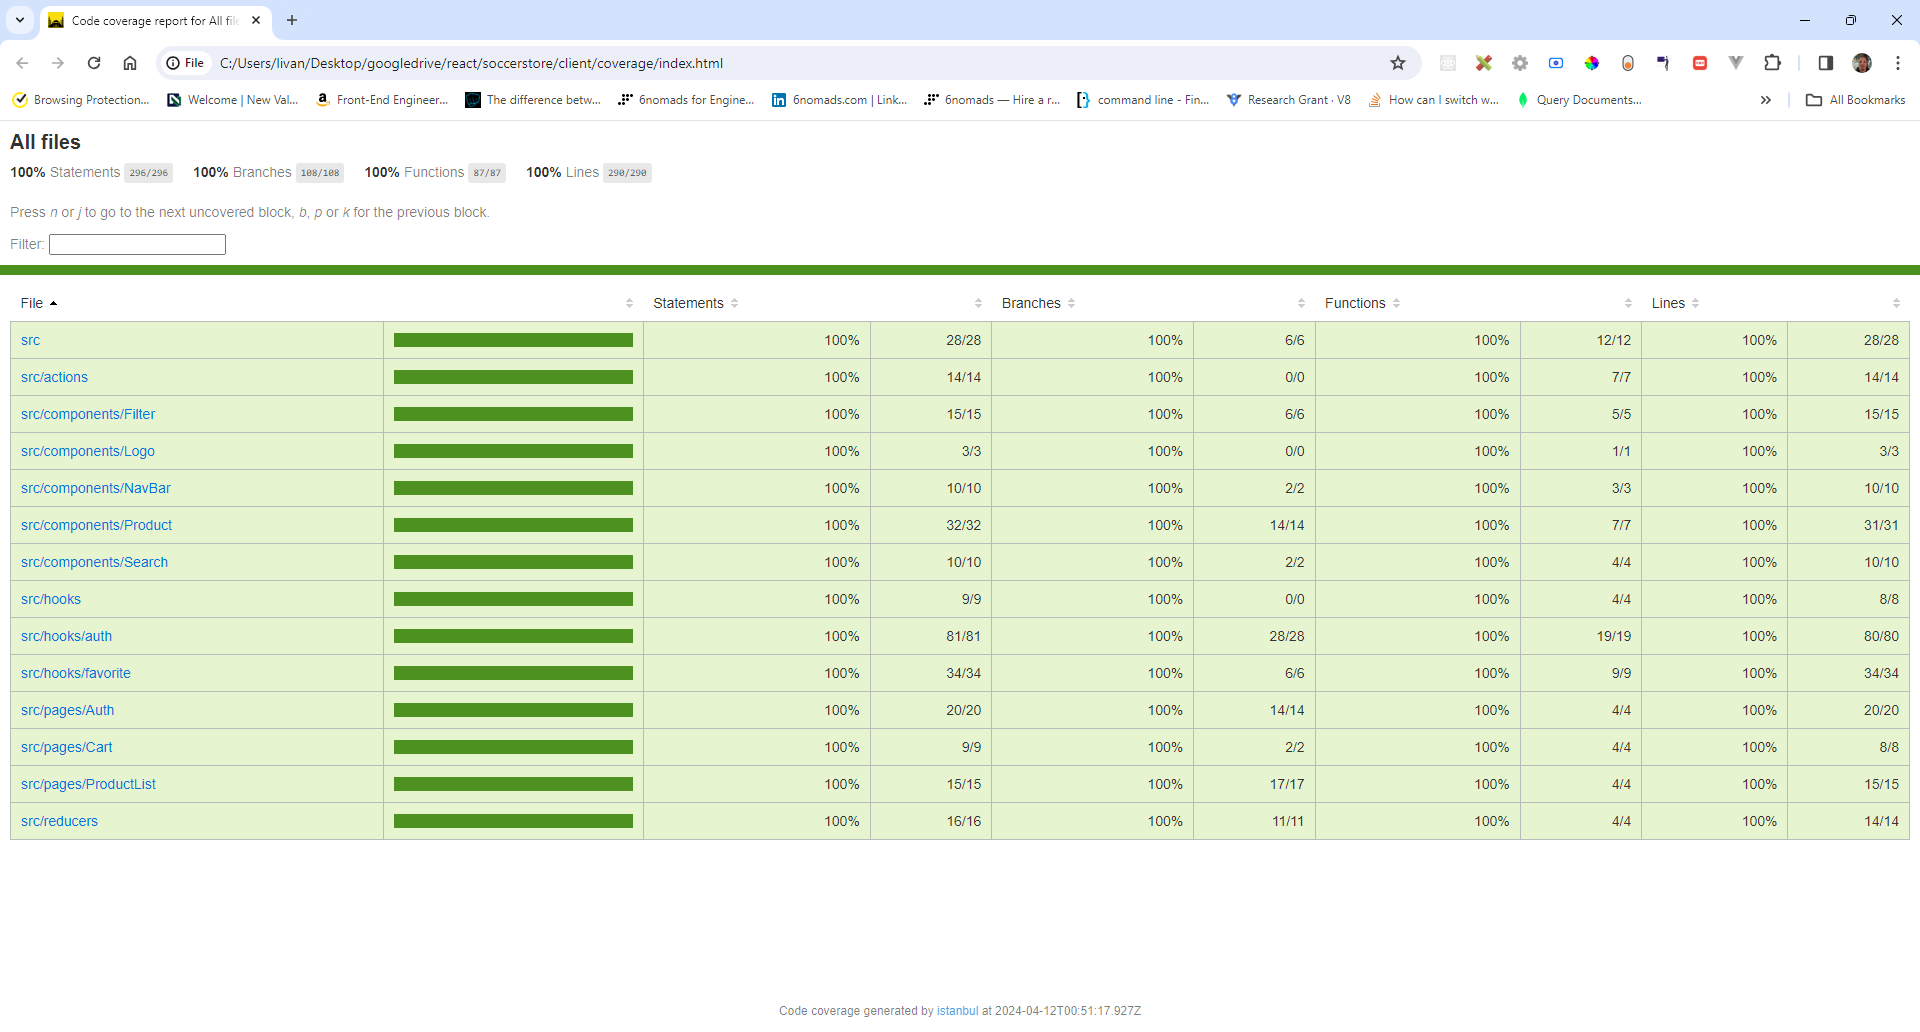 Code coverage report for All file
File C:/Users/livan/Desktop/googledrive/react/soccerstore/client/coverage/index.html
Browsing Protection... Welcome | New Val... Front-End Engineer... The difference betw... 6nomads for Engine... 6nomads.com | Link... 6nomads — Hire a r... command line - Fin... Research Grant · V8 How can I switch w... Query Documents... » All Bookmarks
All files
100% Statements 296/296 100% Branches 108/108 100% Functions 87/87 100% Lines 290/290
Press n or j to go to the next uncovered block, b, p or k for the previous block.
Filter:
File Statements Branches Functions Lines
src 100% 28/28 100% 6/6 100% 12/12 100% 28/28
src/actions 100% 14/14 100% 0/0 100% 7/7 100% 14/14
src/components/Filter 100% 15/15 100% 6/6 100% 5/5 100% 15/15
src/components/Logo 100% 3/3 100% 0/0 100% 1/1 100% 3/3
src/components/NavBar 100% 10/10 100% 2/2 100% 3/3 100% 10/10
src/components/Product 100% 32/32 100% 14/14 100% 7/7 100% 31/31
src/components/Search 100% 10/10 100% 2/2 100% 4/4 100% 10/10
src/hooks 100% 9/9 100% 0/0 100% 4/4 100% 8/8
src/hooks/auth 100% 81/81 100% 28/28 100% 19/19 100% 80/80
src/hooks/favorite 100% 34/34 100% 6/6 100% 9/9 100% 34/34
src/pages/Auth 100% 20/20 100% 14/14 100% 4/4 100% 20/20
src/pages/Cart 100% 9/9 100% 2/2 100% 4/4 100% 8/8
src/pages/ProductList 100% 15/15 100% 17/17 100% 4/4 100% 15/15
src/reducers 100% 16/16 100% 11/11 100% 4/4 100% 14/14
Code coverage generated by istanbul at 2024-04-12T00:51:17.927Z